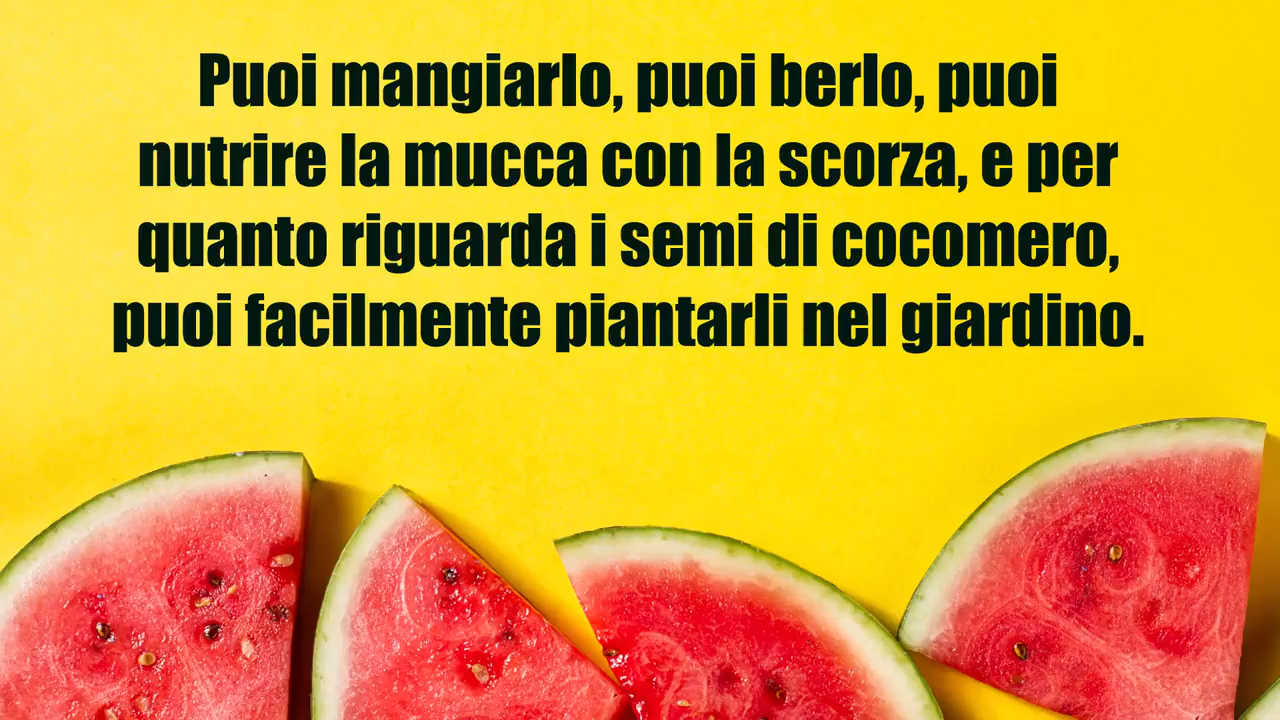 Puoi mangiarlo, puoi berlo, puoi
nutrire la mucca con la scorza, e per
quanto riguarda i semi di cocomero,
puoi facilmente piantarli nel giardino.